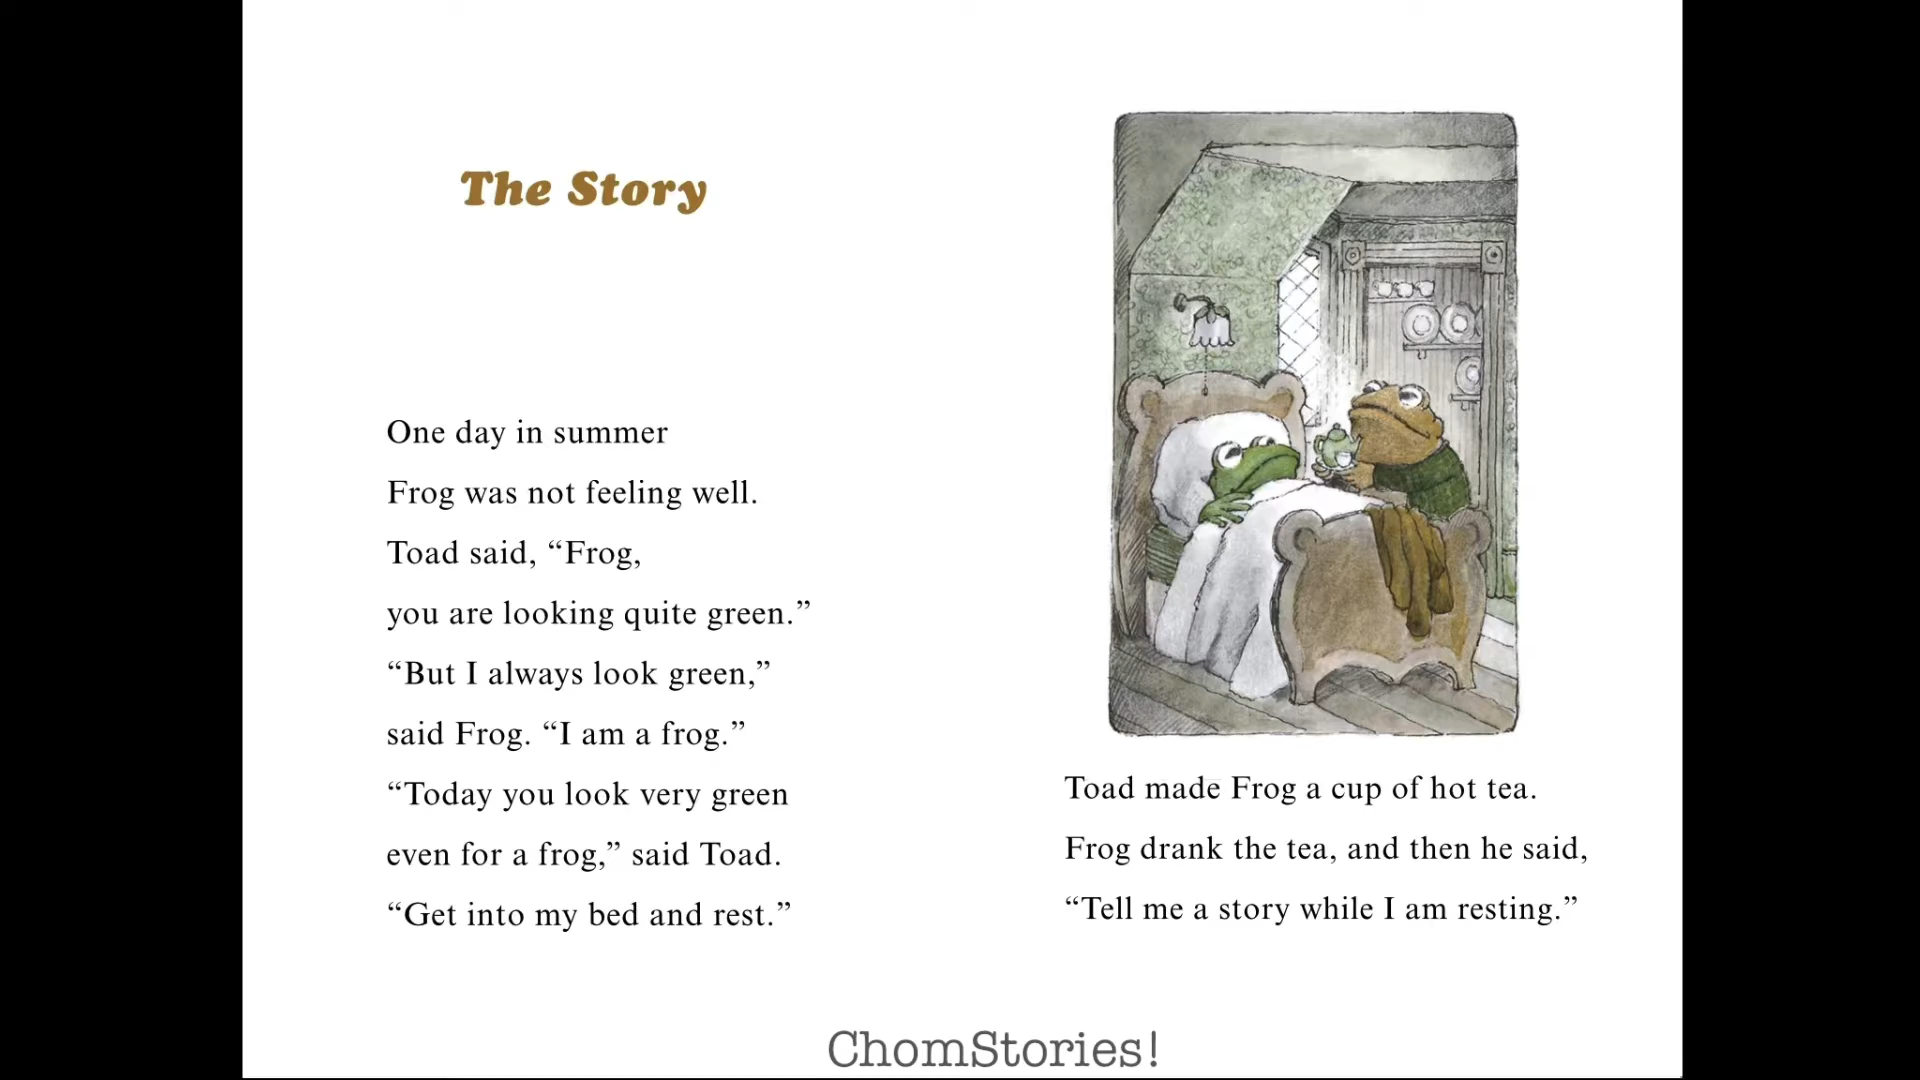 The Story
One day in summer
Frog was not feeling well.
Toad said, “Frog,
you are looking quite green.”
“But I always look green,”
said Frog. “I am a frog.”
“Today you look very green
even for a frog,” said Toad.
“Get into my bed and rest.”
Toad made Frog a cup of hot tea.
Frog drank the tea, and then he said,
“Tell me a story while I am resting.”
ChomStories!